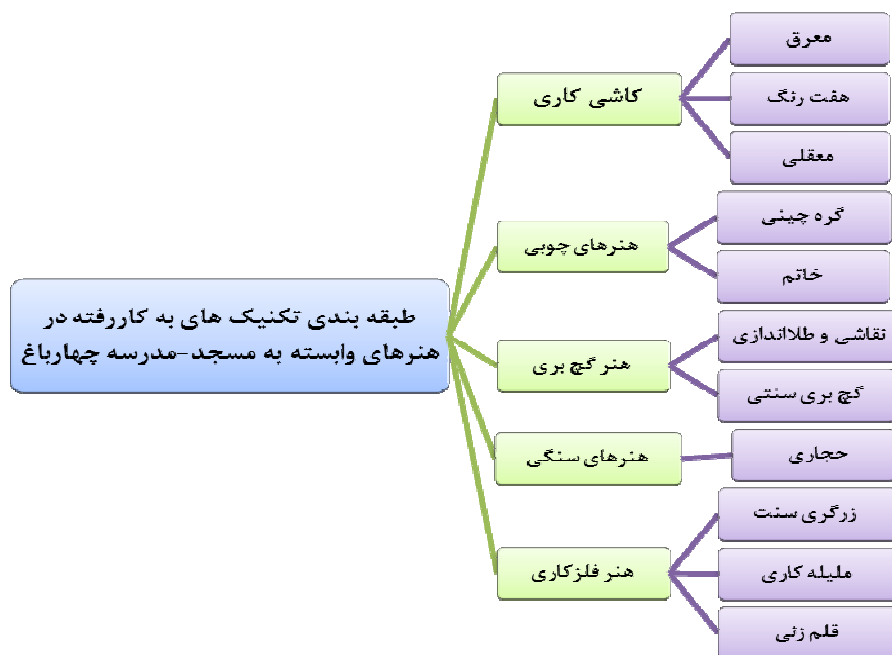 طبقه بندی تکنیک های به کاررفته در
هنرهای وابسته به مسجد-مدرسه چهارباغ
کاشی کاری
معرق
هفت رنگ
معقلی
هنرهای چوبی
گره چینی
خاتم
هنر گچ بری
نقاشی و طلااندازی
گچ بری سنتی
هنرهای سنگی
حجاری
هنر فلزکاری
زرگری سنت
ملیله کاری
قلم زنی